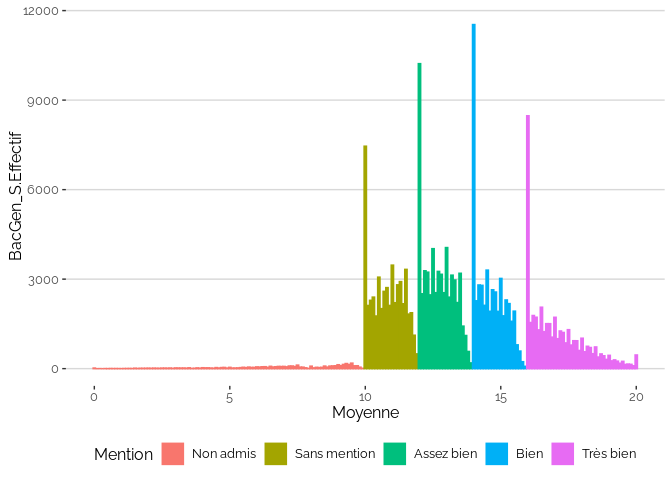 12000
9000
6000
3000
0
BacGen_S.Effectif
0 5 10 15 20
Moyenne
Mention Non admis Sans mention Assez bien Bien Très bien